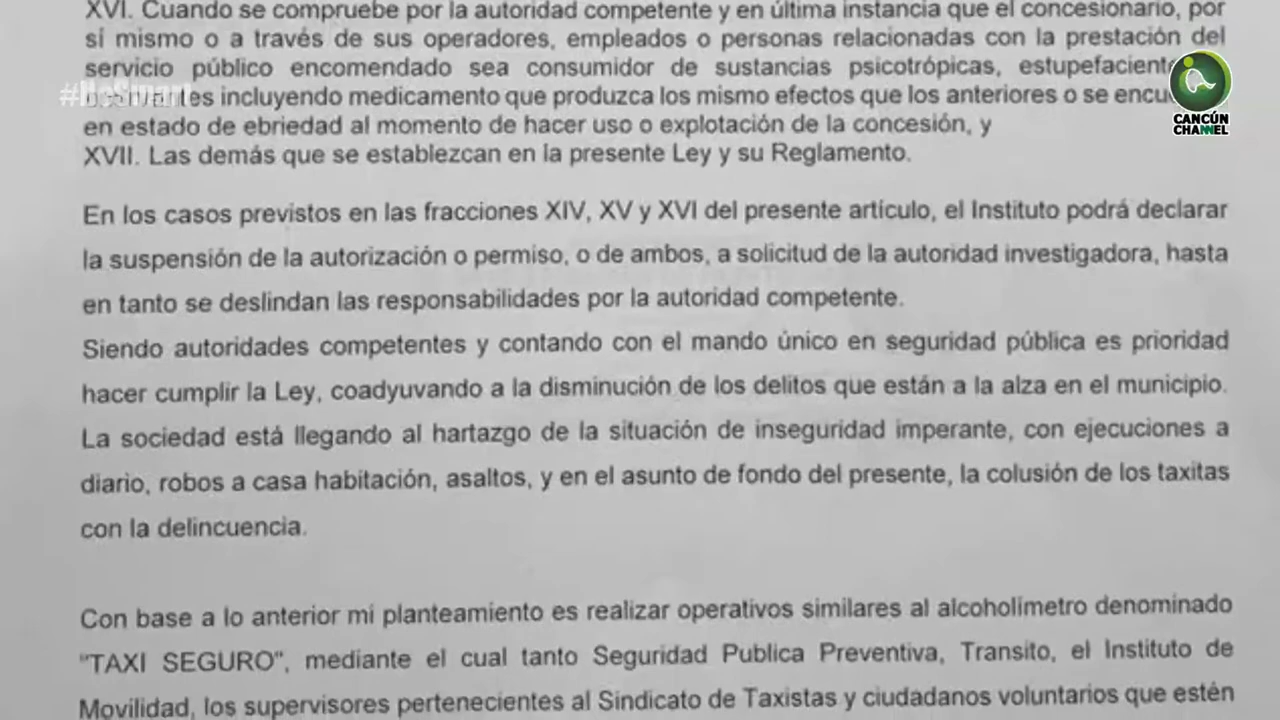 XVI. Cuando se compruebe por la autoridad competente y en última instancia que el concesionario, por
sí mismo o a través de sus operadores, empleados o personas relacionadas con la prestación del
servicio público encomendado sea consumidor de sustancias psicotrópicas,
incluyendo medicamento que produzca los mismo efectos que los anteriores o se
en estado de ebriedad al momento de hacer uso o explotación de la concesión, y
XVII. Las demás que se establezcan en la presente Ley y su Reglamento.
En los casos previstos en las fracciones XIV, XV y XVI del presente artículo, el Instituto podrá declarar
la suspensión de la autorización o permiso, o de ambos, a solicitud de la autoridad investigadora, hasta
en tanto se deslindan las responsabilidades por la autoridad competente.
Siendo autoridades competentes y contando con el mando único en seguridad pública es prioridad
hacer cumplir la Ley, coadyuvando a la disminución de los delitos que están a la alza en el municipio.
La sociedad está llegando al hartazgo de la situación de inseguridad imperante, con ejecuciones a
diario, robos a casa habitación, asaltos, y en el asunto de fondo del presente, la colusión de los taxitas
con la delincuencia.
Con base a lo anterior mi planteamiento es realizar operativos similares al alcoholímetro denominado
"TAXI SEGURO", mediante el cual tanto Seguridad Publica Preventiva, Transito, el Instituto de
Movilidad, los supervisores pertenecientes al Sindicato de Taxistas y ciudadanos voluntarios que estén
CANCÚN
CHANNEL